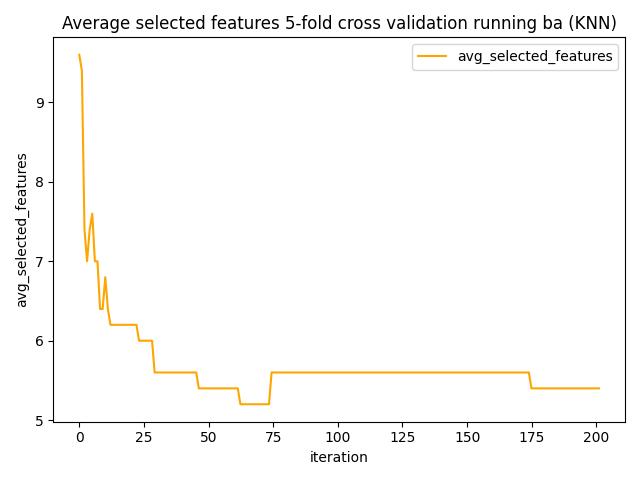 Average selected features 5-fold cross validation running ba (KNN)
avg_selected_features
avg_selected_features
9
8
7
6
5
0 25 50 75 100 125 150 175 200
iteration